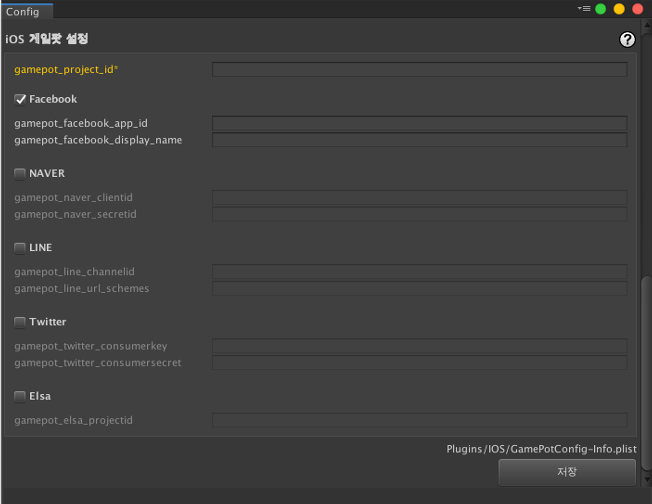 Config
iOS 게임팟 설정
?
gamepot_project_id*
Facebook
gamepot_facebook_app_id
gamepot_facebook_display_name
NAVER
gamepot_naver_clientid
gamepot_naver_secretid
LINE
gamepot_line_channelid
gamepot_line_url_schemes
Twitter
gamepot_twitter_consumerkey
gamepot_twitter_consumersecret
Elsa
gamepot_elsa_projectid
Plugins/IOS/GamePotConfig-Info.plist
저장